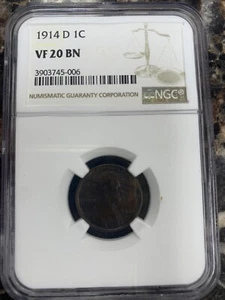 1914 D 1C
VF 20 BN
3903745-006
NUMISMATIC GUARANTY CORPORATION
NGC®